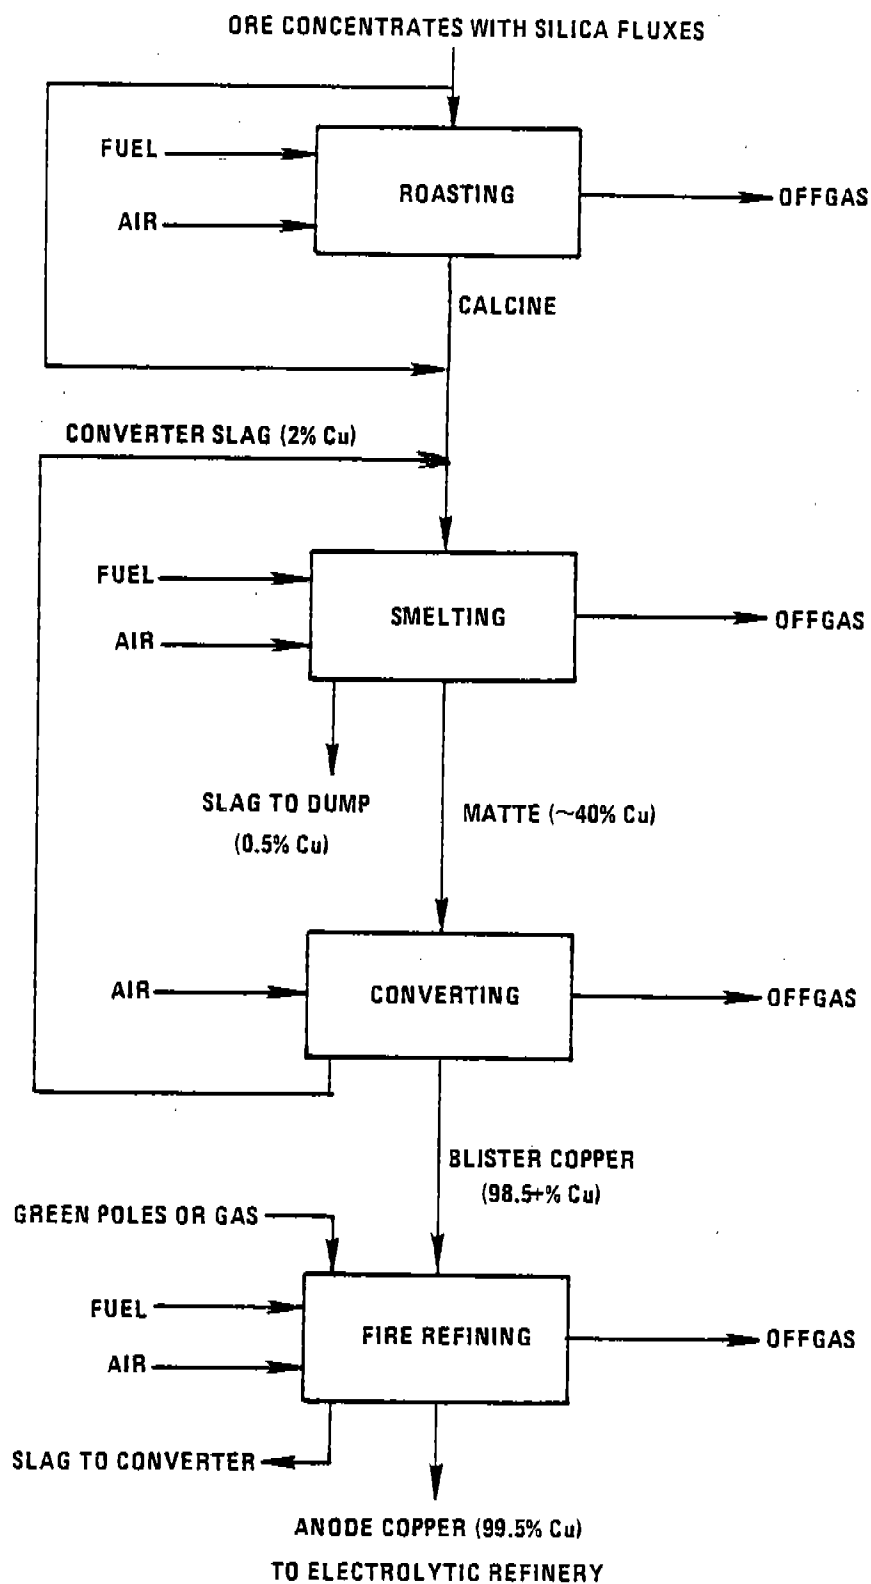 ORE CONCENTRATES WITH SILICA FLUXES
FUEL
ROASTING
OFFGAS
AIR
CALCINE
CONVERTER SLAG (2% Cu)
FUEL
SMELTING
OFFGAS
AIR
SLAG TO DUMP
(0.5% Cu)
MATTE (~40% Cu)
AIR
CONVERTING
OFFGAS
BLISTER COPPER
(98.5+% Cu)
GREEN POLES OR GAS
FUEL
FIRE REFINING
OFFGAS
AIR
SLAG TO CONVERTER
ANODE COPPER (99.5% Cu)
TO ELECTROLYTIC REFINERY